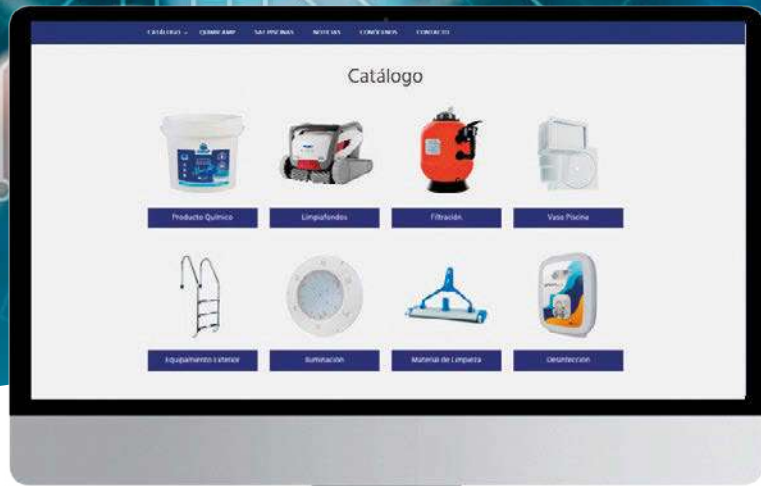 CATÁLOGO QUIMICAMP SAT PISCINAS NOTICIAS CONÓCENOS CONTACTO
Catálogo
Producto Químico Limpiafondos Filtración Vaso Piscina
Equipamiento Exterior Iluminación Material de Limpieza Desinfección